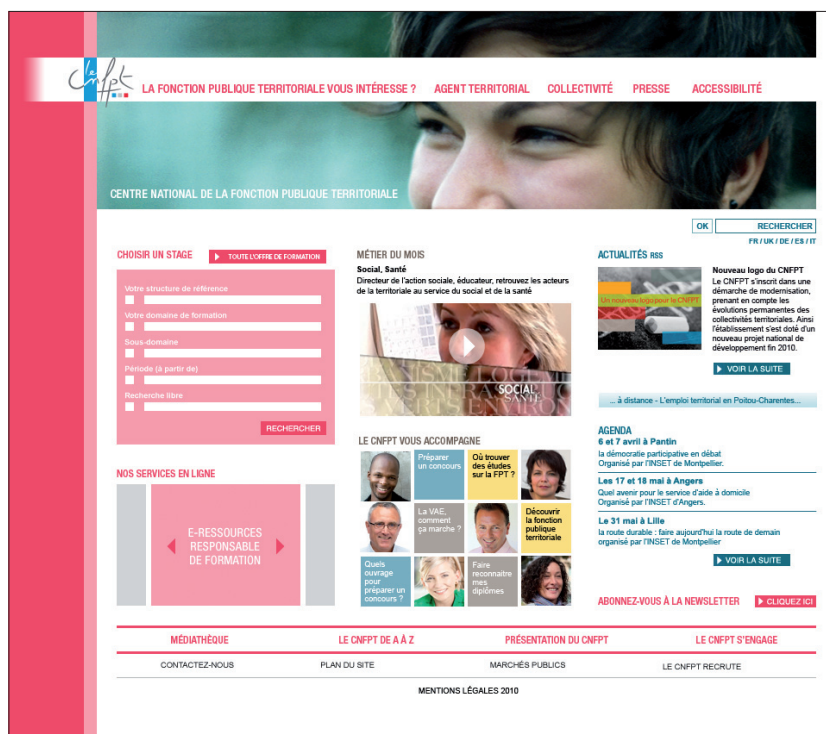 cnfpt
LA FONCTION PUBLIQUE TERRITORIALE VOUS INTÉRESSE ? AGENT TERRITORIAL COLLECTIVITÉ PRESSE ACCESSIBILITÉ
CENTRE NATIONAL DE LA FONCTION PUBLIQUE TERRITORIALE
OK RECHERCHER
FR / UK / DE / ES / IT
CHOISIR UN STAGE
TOUTE L'OFFRE DE FORMATION
Votre structure de référence
Votre domaine de formation
Sous-domaine
Période (à partir de)
Recherche libre
RECHERCHER
NOS SERVICES EN LIGNE
E-RESSOURCES
RESPONSABLE
DE FORMATION
MÉTIER DU MOIS
Social, Santé
Directeur de l'action sociale, éducateur, retrouvez les acteurs
de la territoriale au service du social et de la santé
SOCIAL
SANTÉ
LE CNFPT VOUS ACCOMPAGNE
Préparer
un concours
Où trouver
des études
sur la FPT ?
La VAE,
comment
ça marche ?
Découvrir
la fonction
publique
territoriale
Quels
ouvrage
pour
préparer un
concours ?
Faire
reconnaitre
mes
diplômes
ACTUALITÉS RSS
Un nouveau logo pour le CNFPT
Nouveau logo du CNFPT
Le CNFPT s'inscrit dans une
démarche de modernisation,
prenant en compte les
évolutions permanentes des
collectivités territoriales. Ainsi
l'établissement s'est doté d'un
nouveau projet national de
développement fin 2010.
VOIR LA SUITE
... à distance - L'emploi territorial en Poitou-Charentes...
AGENDA
6 et 7 avril à Pantin
la démocratie participative en débat
Organisé par l'INSET de Montpellier.
Les 17 et 18 mai à Angers
Quel avenir pour le service d'aide à domicile
Organisé par l'INSET d'Angers.
Le 31 mai à Lille
la route durable : faire aujourd'hui la route de demain
organisé par l'INSET de Montpellier
VOIR LA SUITE
ABONNEZ-VOUS À LA NEWSLETTER
CLIQUEZ ICI
MÉDIATHÈQUE LE CNFPT DE A À Z PRÉSENTATION DU CNFPT LE CNFPT S'ENGAGE
CONTACTEZ-NOUS PLAN DU SITE MARCHÉS PUBLICS LE CNFPT RECRUTE
MENTIONS LÉGALES 2010